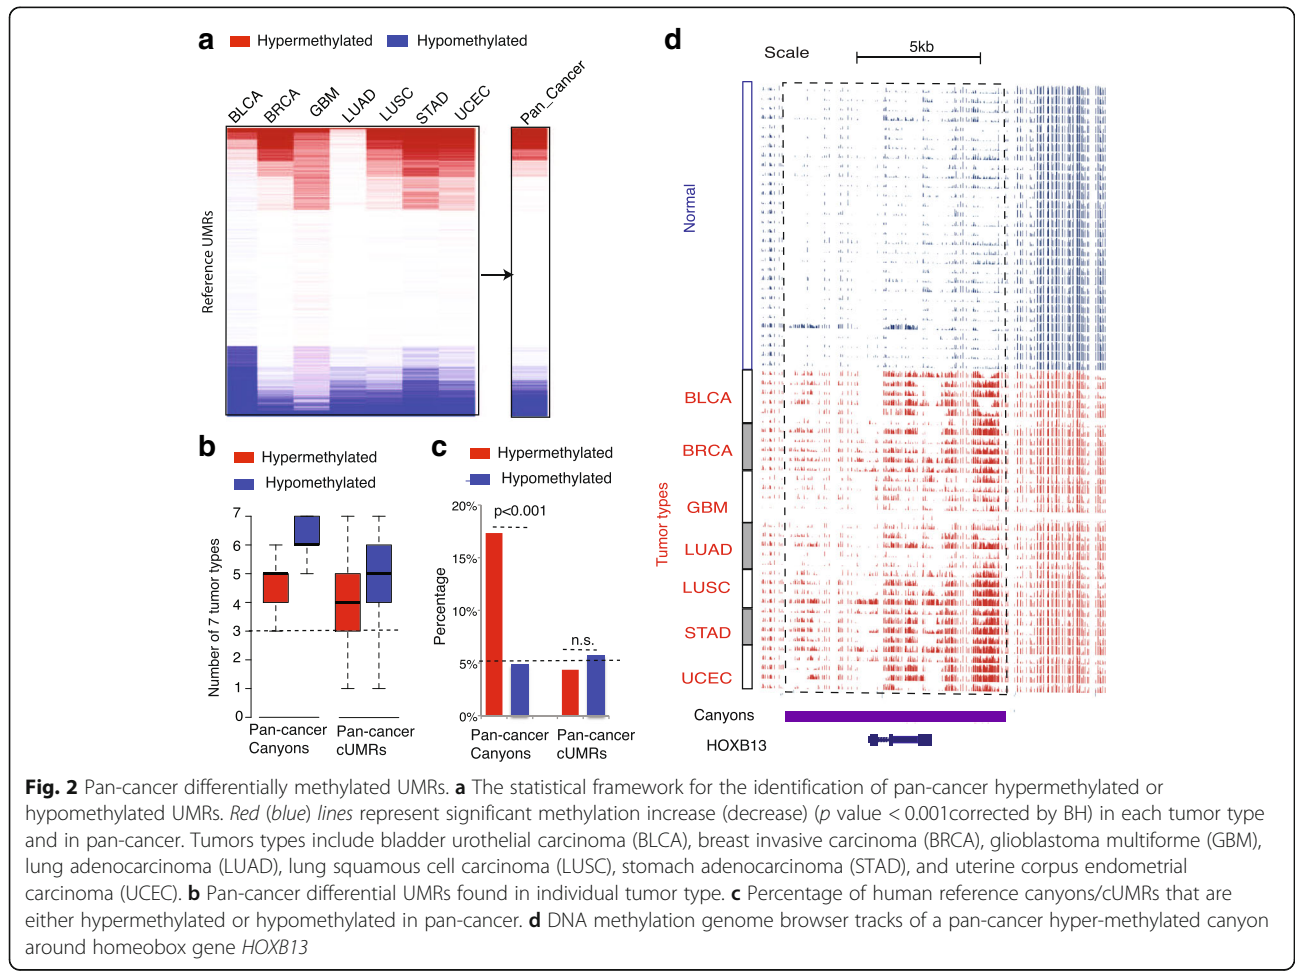 a
Hypermethylated
Hypomethylated
BLCA
BRCA
GBM
LUAD
LUSC
STAD
UCEC
Pan_Cancer
Reference UMRs
b
Hypermethylated
Hypomethylated
Number of 7 tumor types
7
6
5
4
3
2
1
0
Pan-cancer
Canyons
Pan-cancer
cUMRs
c
Hypermethylated
Hypomethylated
Percentage
20%
15%
10%
5%
0%
p<0.001
n.s.
Pan-cancer
Canyons
Pan-cancer
cUMRs
d
Scale
5kb
Normal
Tumor types
BLCA
BRCA
GBM
LUAD
LUSC
STAD
UCEC
Canyons
HOXB13
Fig. 2 Pan-cancer differentially methylated UMRs. a The statistical framework for the identification of pan-cancer hypermethylated or
hypomethylated UMRs. Red (blue) lines represent significant methylation increase (decrease) (p value < 0.001corrected by BH) in each tumor type
and in pan-cancer. Tumors types include bladder urothelial carcinoma (BLCA), breast invasive carcinoma (BRCA), glioblastoma multiforme (GBM),
lung adenocarcinoma (LUAD), lung squamous cell carcinoma (LUSC), stomach adenocarcinoma (STAD), and uterine corpus endometrial
carcinoma (UCEC). b Pan-cancer differential UMRs found in individual tumor type. c Percentage of human reference canyons/cUMRs that are
either hypermethylated or hypomethylated in pan-cancer. d DNA methylation genome browser tracks of a pan-cancer hyper-methylated canyon
around homeobox gene HOXB13